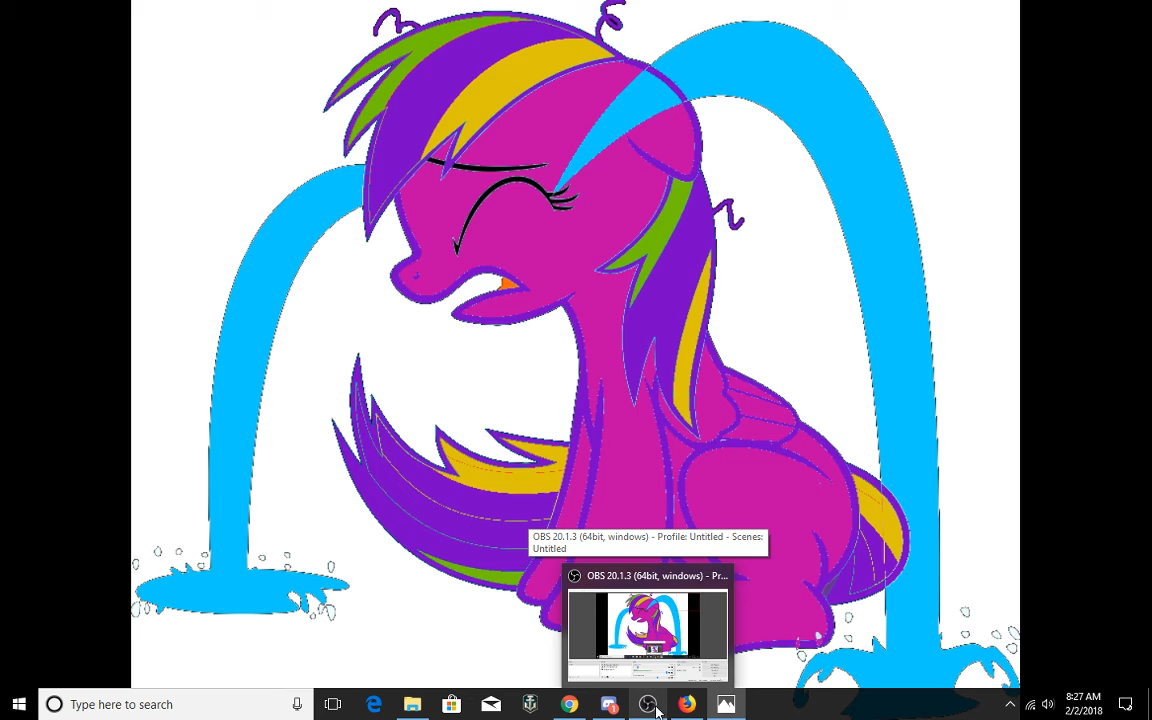 OBS 20.1.3 (64bit, windows) - Profile: Untitled - Scenes:
Untitled
OBS 20.1.3 (64bit, windows) - Pr...
Type here to search
1
8:27 AM
2/2/2018